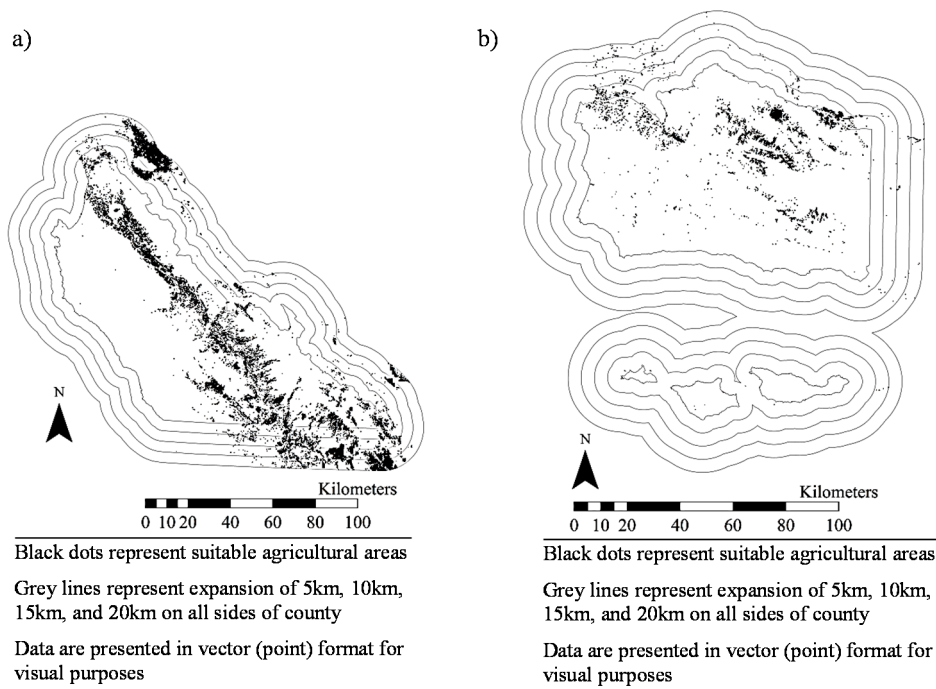 a)
N
Kilometers
0 10 20 40 60 80 100
15
Black dots represent suitable agricultural areas
Grey lines represent expansion of 5km, 10km,
15km, and 20km on all sides of county
Data are presented in vector (point) format for
visual purposes
b)
N
Kilometers
0 10 20 40 60 80 100
Black dots represent suitable agricultural areas
Grey lines represent expansion of 5km, 10km,
15km, and 20km on all sides of county
Data are presented in vector (point) format for
visual purposes